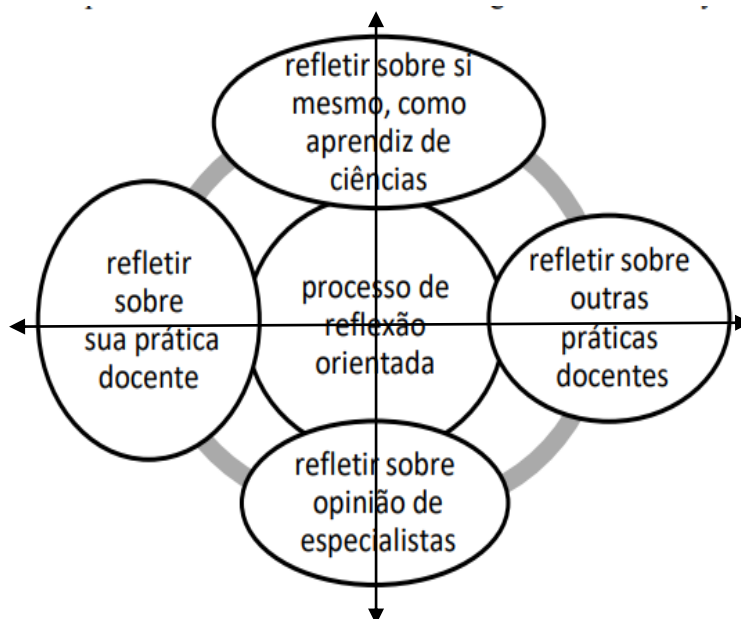 refletir sobre si
mesmo, como
aprendiz de
ciências
refletir
sobre
sua prática
docente
processo de
reflexão
orientada
refletir sobre
outras
práticas
docentes
refletir sobre
opinião de
especialistas